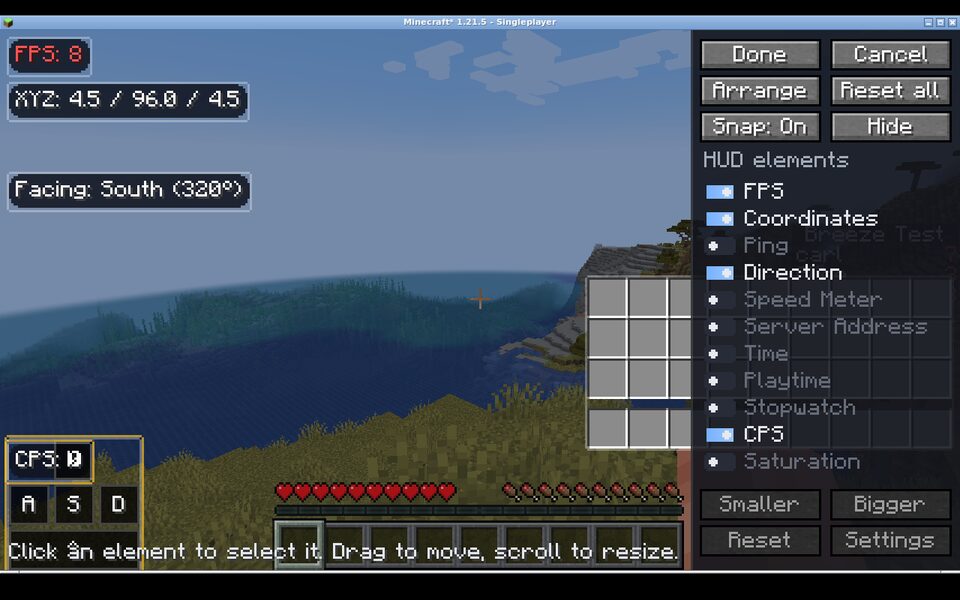 Minecraft* 1.21.5 - Singleplayer
FPS: 8
XYZ: 4.5 / 96.0 / 4.5
Facing: South (320°)
Done
Cancel
Arrange
Reset all
Snap: On
Hide
HUD elements
FPS
Coordinates
Ping
Direction
Speed Meter
Server Address
Time
Playtime
Stopwatch
CPS
Saturation
Breeze Test
CPS: 0
A S D
Click an element to select it. Drag to move, scroll to resize.
Smaller
Bigger
Reset
Settings